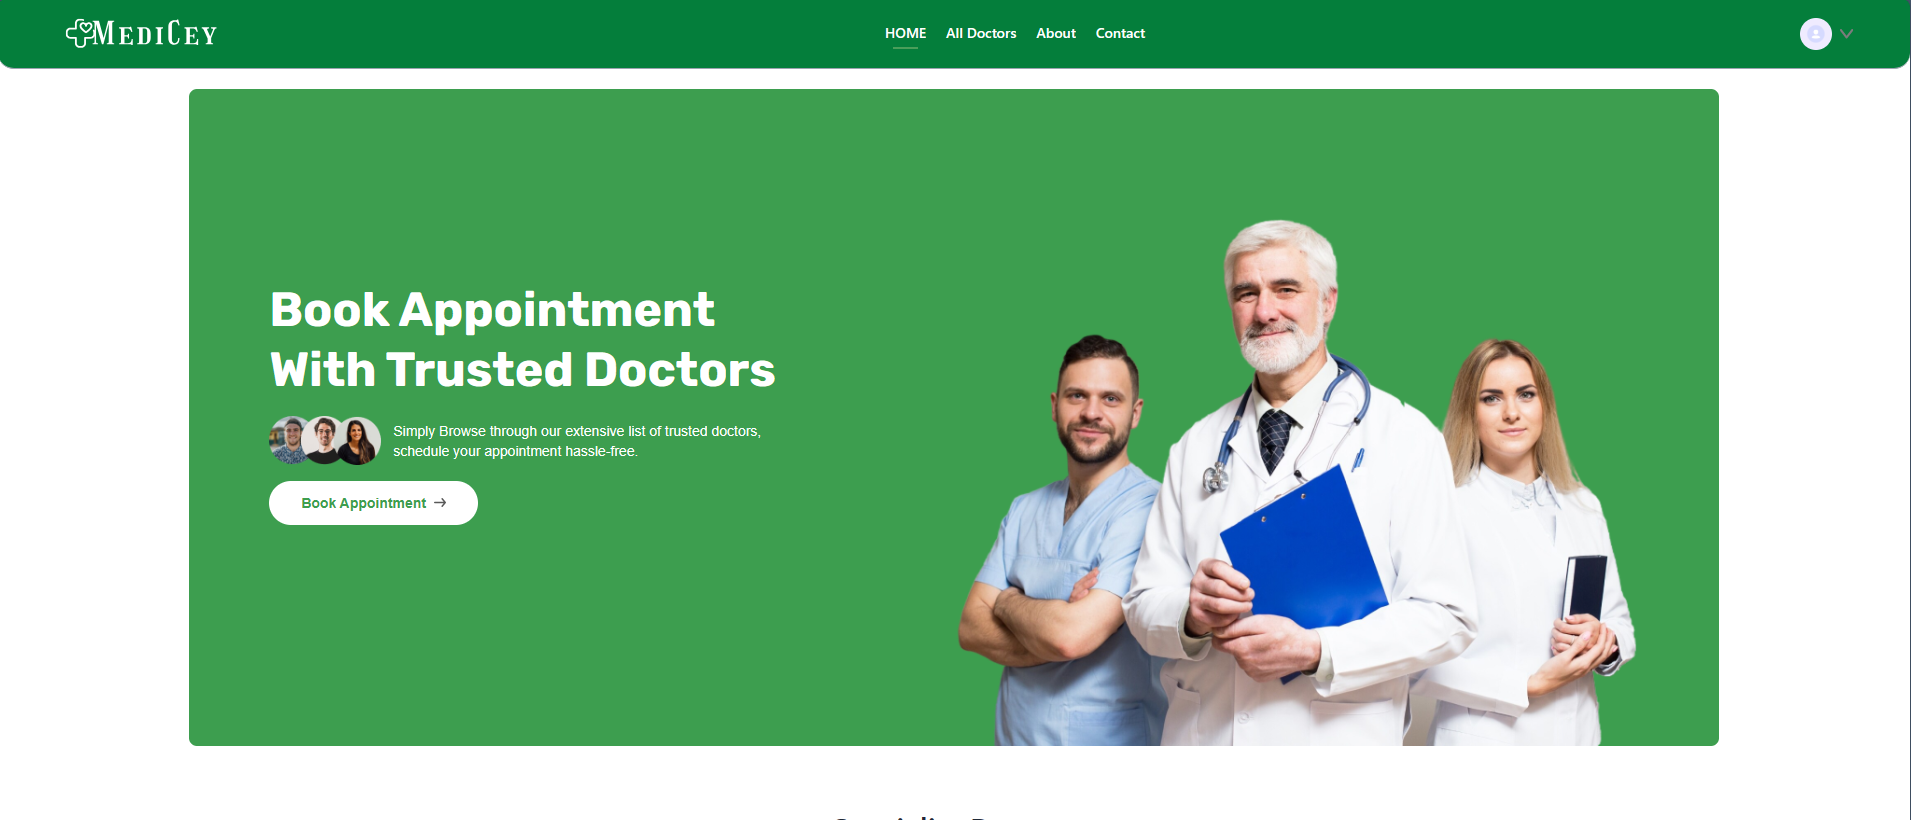 MEDICEY
HOME
All Doctors
About
Contact
Book Appointment
With Trusted Doctors
Simply Browse through our extensive list of trusted doctors,
schedule your appointment hassle-free.
Book Appointment →